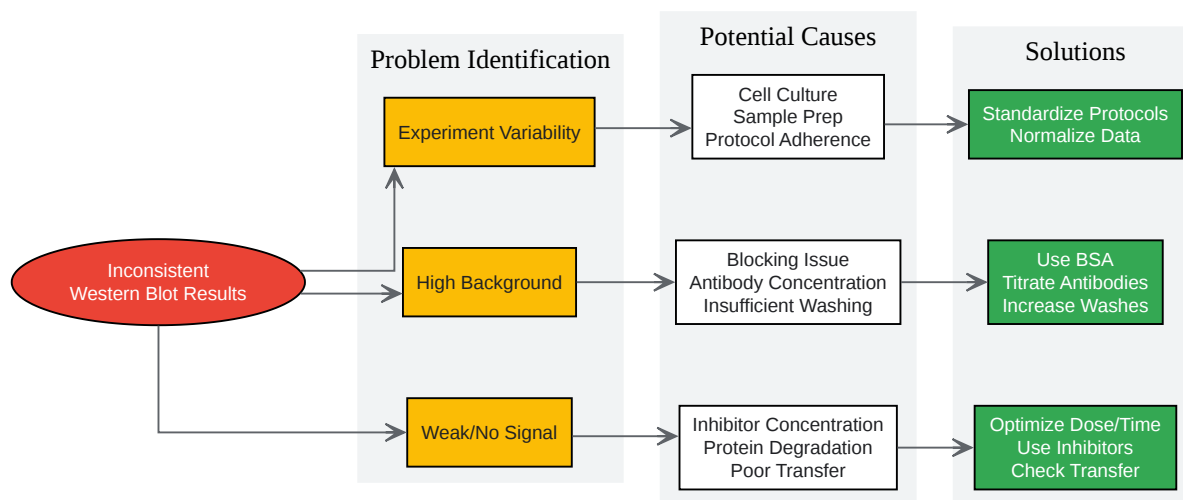 Problem Identification
Potential Causes
Solutions
Inconsistent
Western Blot Results
Experiment Variability
Cell Culture
Sample Prep
Protocol Adherence
Standardize Protocols
Normalize Data
High Background
Blocking Issue
Antibody Concentration
Insufficient Washing
Use BSA
Titrate Antibodies
Increase Washes
Weak/No Signal
Inhibitor Concentration
Protein Degradation
Poor Transfer
Optimize Dose/Time
Use Inhibitors
Check Transfer